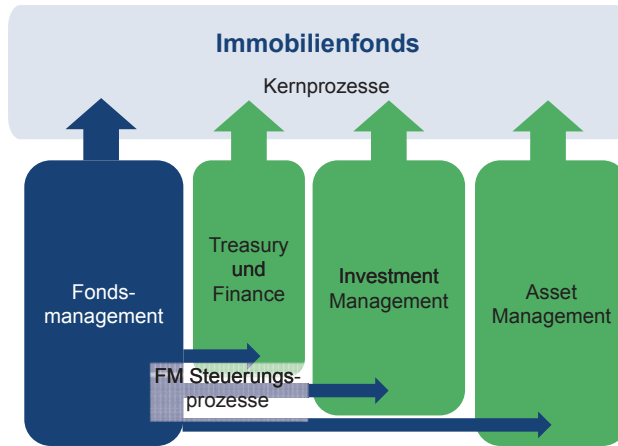 Immobilienfonds
Kernprozesse
Fonds-
management
Treasury
und
Finance
Investment
Management
Asset
Management
FM Steuerungs-
prozesse